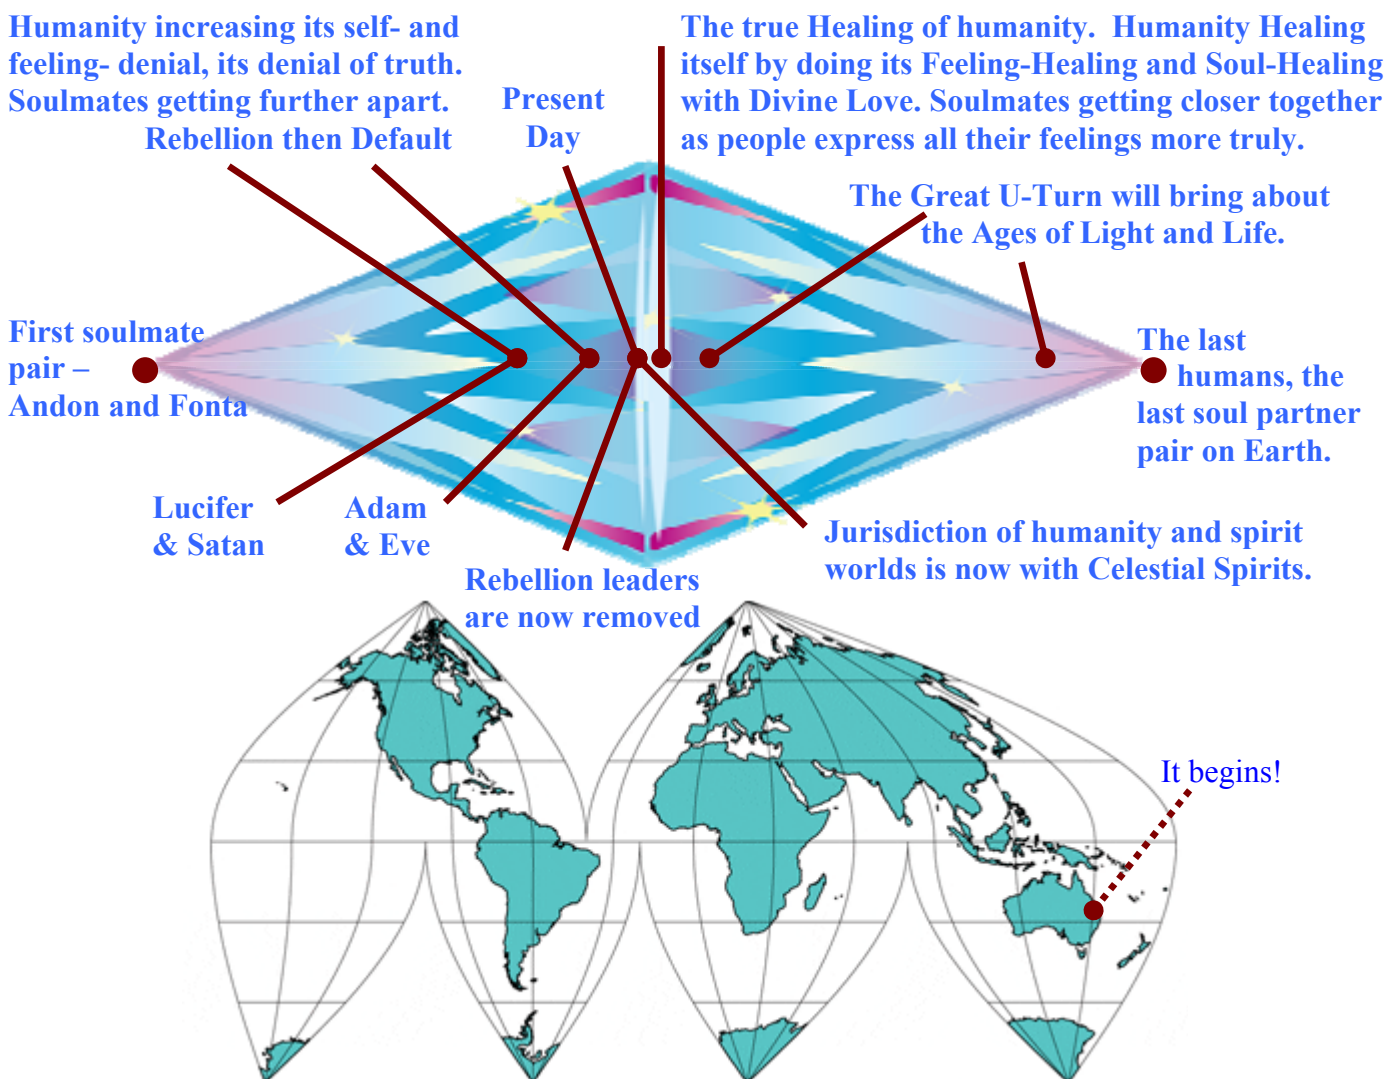 Humanity increasing its self- and
feeling- denial, its denial of truth.
Soulmates getting further apart.
Rebellion then Default
Present
Day
The true Healing of humanity.  Humanity Healing
itself by doing its Feeling-Healing and Soul-Healing
with Divine Love. Soulmates getting closer together
as people express all their feelings more truly.
The Great U-Turn will bring about
the Ages of Light and Life.
First soulmate
pair –
Andon and Fonta
The last
humans, the
last soul partner
pair on Earth.
Lucifer
& Satan
Adam
& Eve
Rebellion leaders
are now removed
Jurisdiction of humanity and spirit
worlds is now with Celestial Spirits.
It begins!